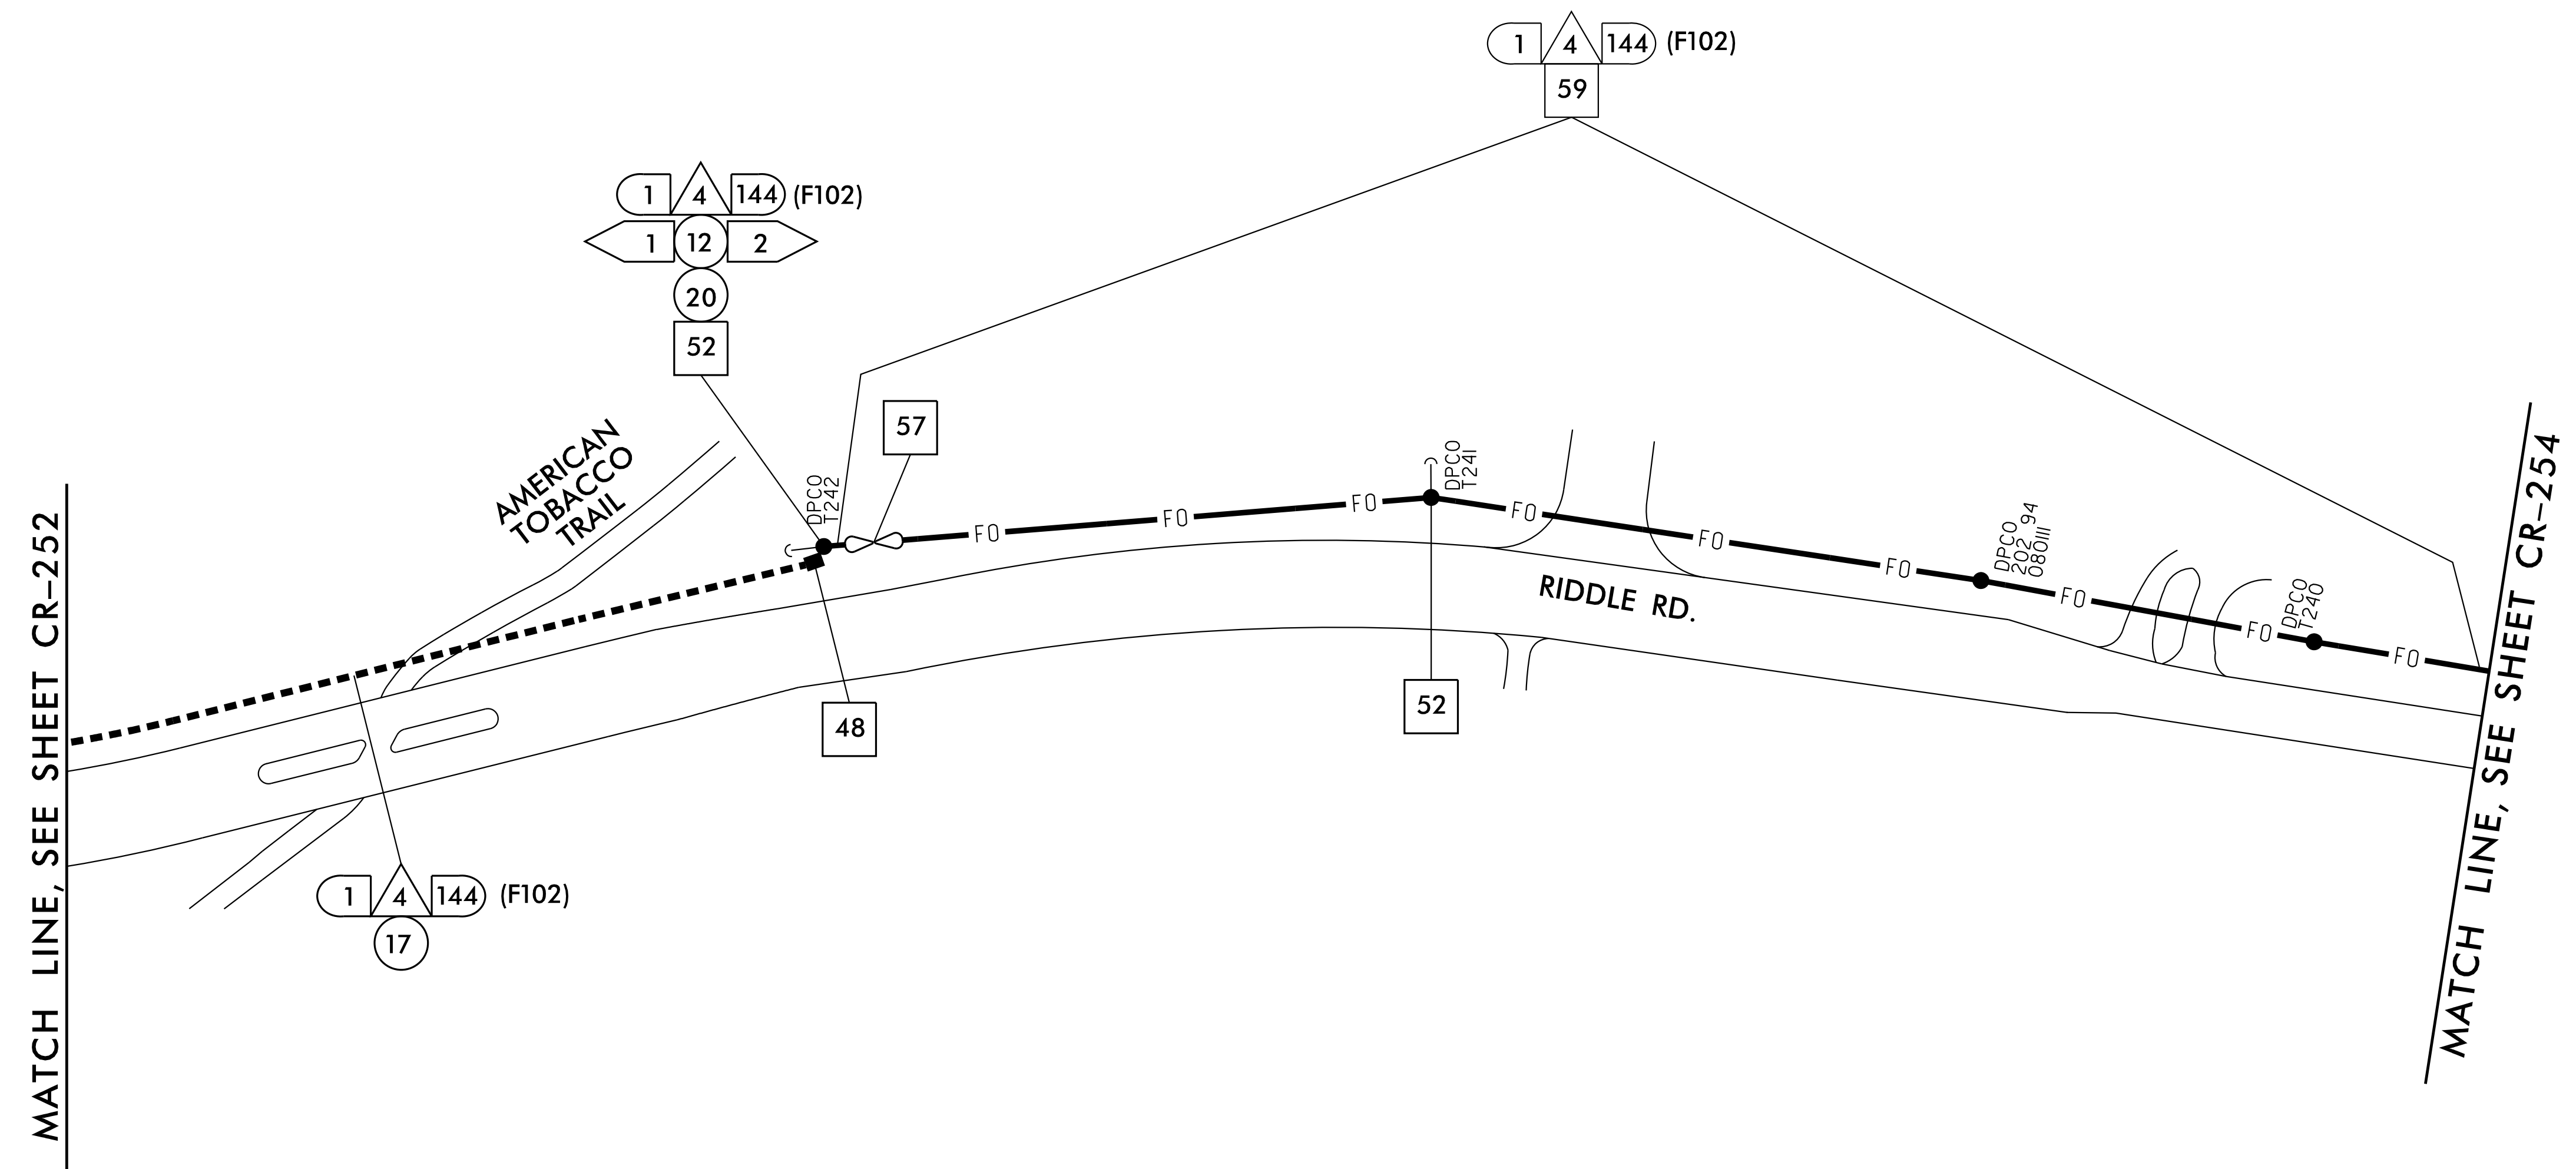 1 4 144 (F102)
59
1 4 144 (F102)
1 12 2
20
52
57
AMERICAN
TOBACCO
TRAIL
DPCO
T242
DPCO
T241
FO FO FO FO FO FO FO FO FO
DPCO
202 94
080111
DPCO
T240
RIDDLE RD.
48
52
1 4 144 (F102)
17
MATCH LINE, SEE SHEET CR-252
MATCH LINE, SEE SHEET CR-254